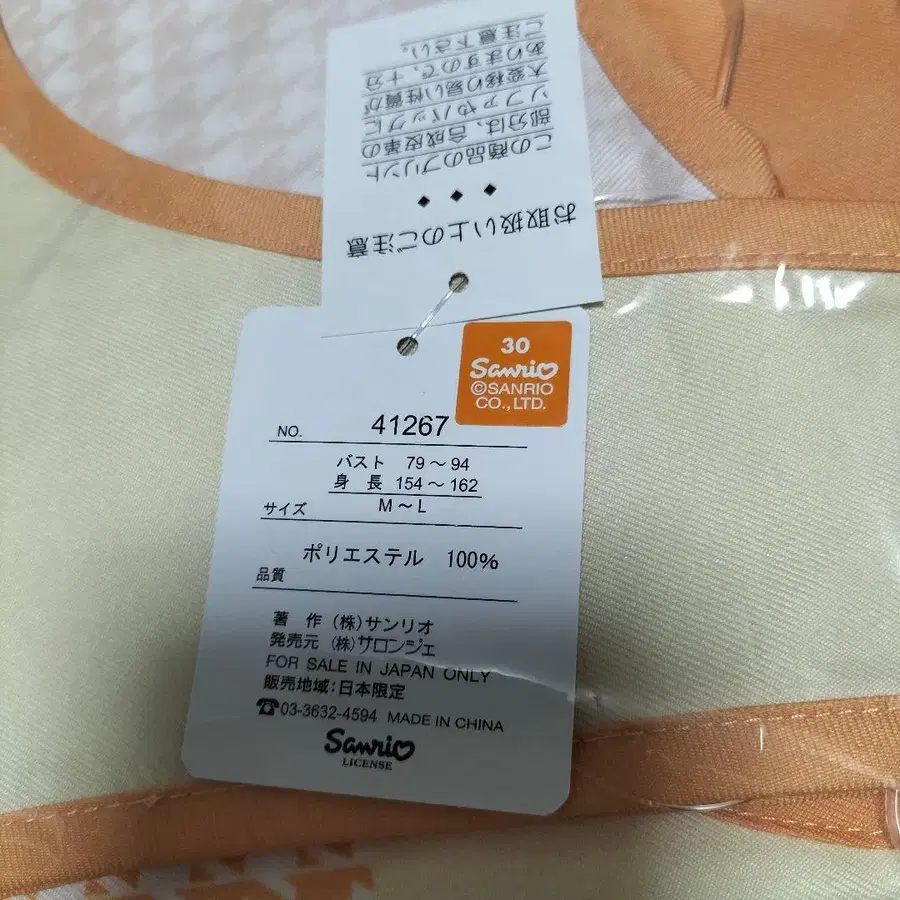 お取扱い上のご注意
◆ ◆ ◆
この商品のプリント
部分は、合成皮革の
ソファやバッグに
大変移り易い性質が
ありますので、十分
ご注意下さい。
30
Sanrio
©SANRIO
CO.,LTD.
NO. 41267
バスト 79～94
身 長 154～162
サイズ M～L
品質 ポリエステル 100%
著 作 (株)サンリオ
発売元 (株)サロンジェ
FOR SALE IN JAPAN ONLY
販売地域:日本限定
☎03-3632-4594 MADE IN CHINA
Sanrio
LICENSE